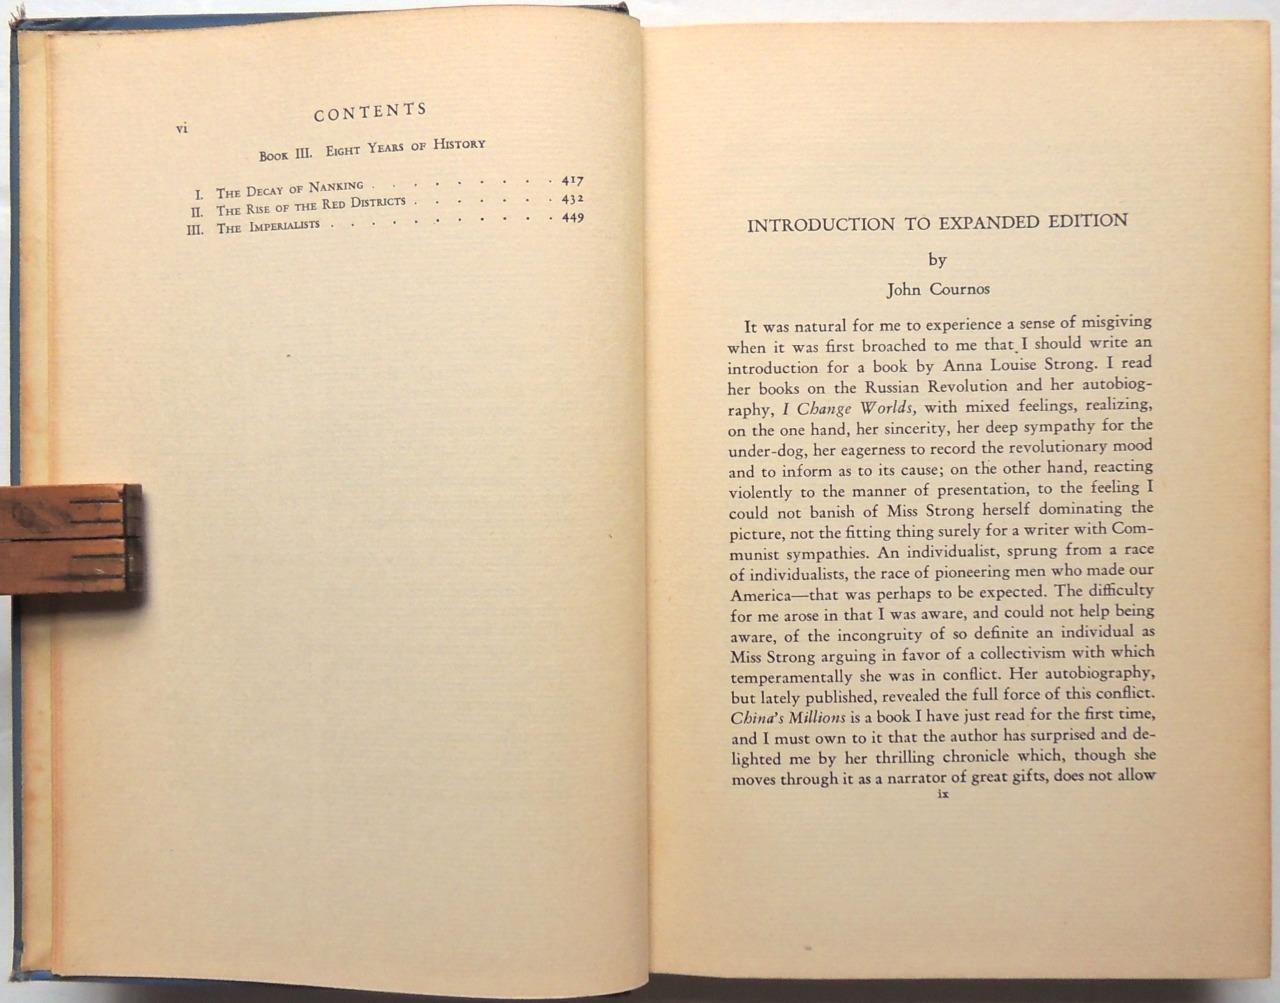 vi
CONTENTS
Book III. Eight Years of History
I. The Decay of Nanking . . . . . . . . . 417
II. The Rise of the Red Districts . . . . . . . 432
III. The Imperialists . . . . . . . . . . . 449
INTRODUCTION TO EXPANDED EDITION
by
John Cournos
It was natural for me to experience a sense of misgiving
when it was first broached to me that I should write an
introduction for a book by Anna Louise Strong. I read
her books on the Russian Revolution and her autobiog-
raphy, I Change Worlds, with mixed feelings, realizing,
on the one hand, her sincerity, her deep sympathy for the
under-dog, her eagerness to record the revolutionary mood
and to inform as to its cause; on the other hand, reacting
violently to the manner of presentation, to the feeling I
could not banish of Miss Strong herself dominating the
picture, not the fitting thing surely for a writer with Com-
munist sympathies. An individualist, sprung from a race
of individualists, the race of pioneering men who made our
America—that was perhaps to be expected. The difficulty
for me arose in that I was aware, and could not help being
aware, of the incongruity of so definite an individual as
Miss Strong arguing in favor of a collectivism with which
temperamentally she was in conflict. Her autobiography,
but lately published, revealed the full force of this conflict.
China's Millions is a book I have just read for the first time,
and I must own to it that the author has surprised and de-
lighted me by her thrilling chronicle which, though she
moves through it as a narrator of great gifts, does not allow
ix